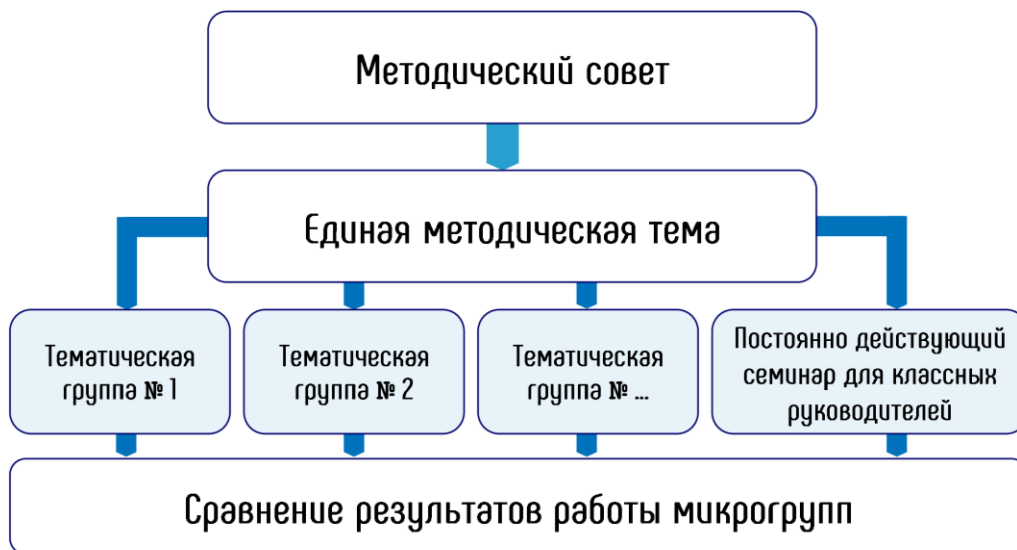 Методический совет
Единая методическая тема
Тематическая
группа № 1
Тематическая
группа № 2
Тематическая
группа № ...
Постоянно действующий
семинар для классных
руководителей
Сравнение результатов работы микрогрупп